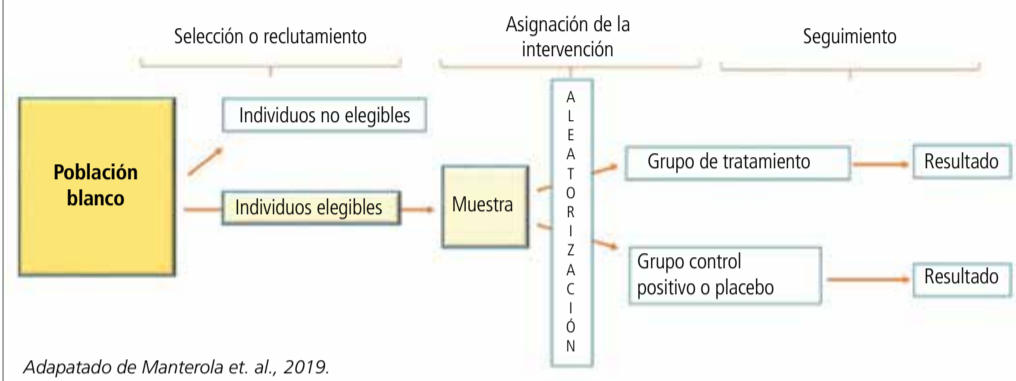 Selección o reclutamiento
Asignación de la
intervención
Seguimiento
Población
blanco
Individuos no elegibles
Individuos elegibles
Muestra
A
L
E
A
T
O
R
I
Z
A
C
I
Ó
N
Grupo de tratamiento
Resultado
Grupo control
positivo o placebo
Resultado
Adapatado de Manterola et. al., 2019.